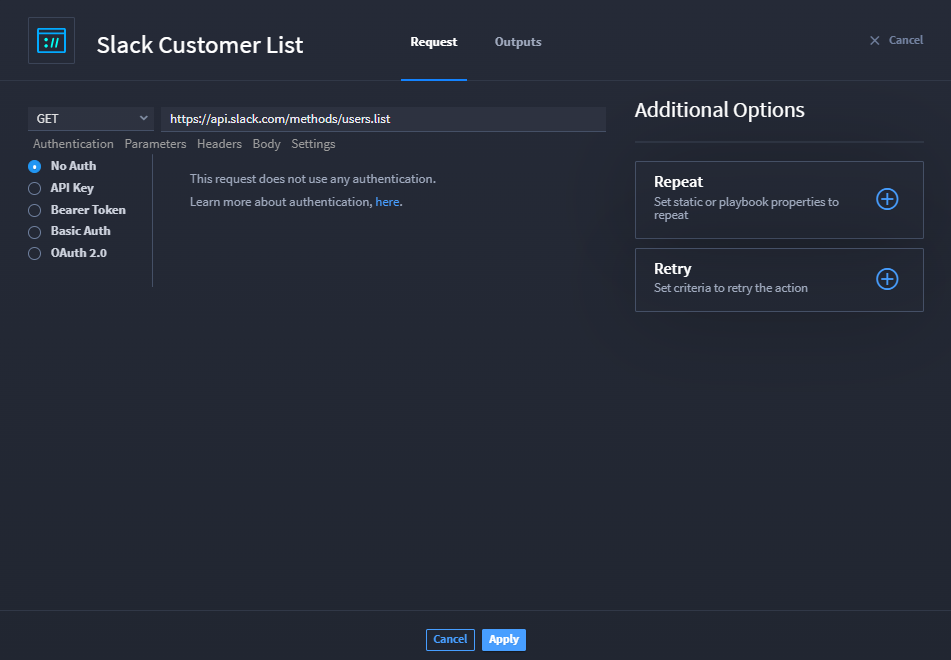 ://
Slack Customer List
Request
Outputs
Cancel
GET
https://api.slack.com/methods/users.list
Authentication Parameters Headers Body Settings
No Auth
API Key
Bearer Token
Basic Auth
OAuth 2.0
This request does not use any authentication.
Learn more about authentication, here.
Additional Options
Repeat
Set static or playbook properties to
repeat
Retry
Set criteria to retry the action
Cancel
Apply